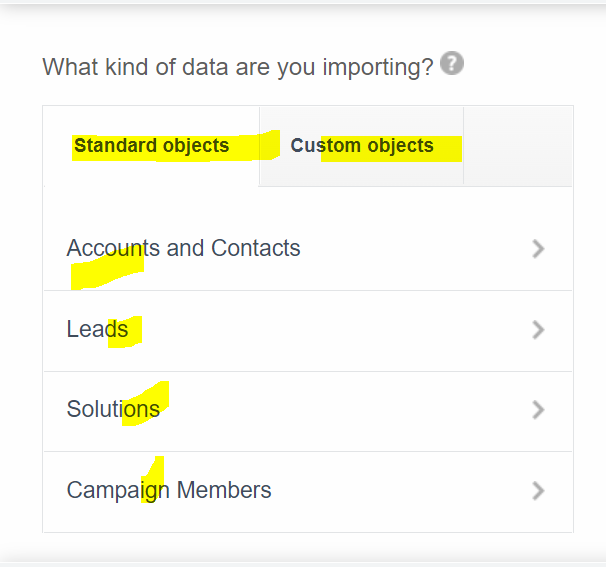 What kind of data are you importing? ?
Standard objects Custom objects
Accounts and Contacts
Leads
Solutions
Campaign Members